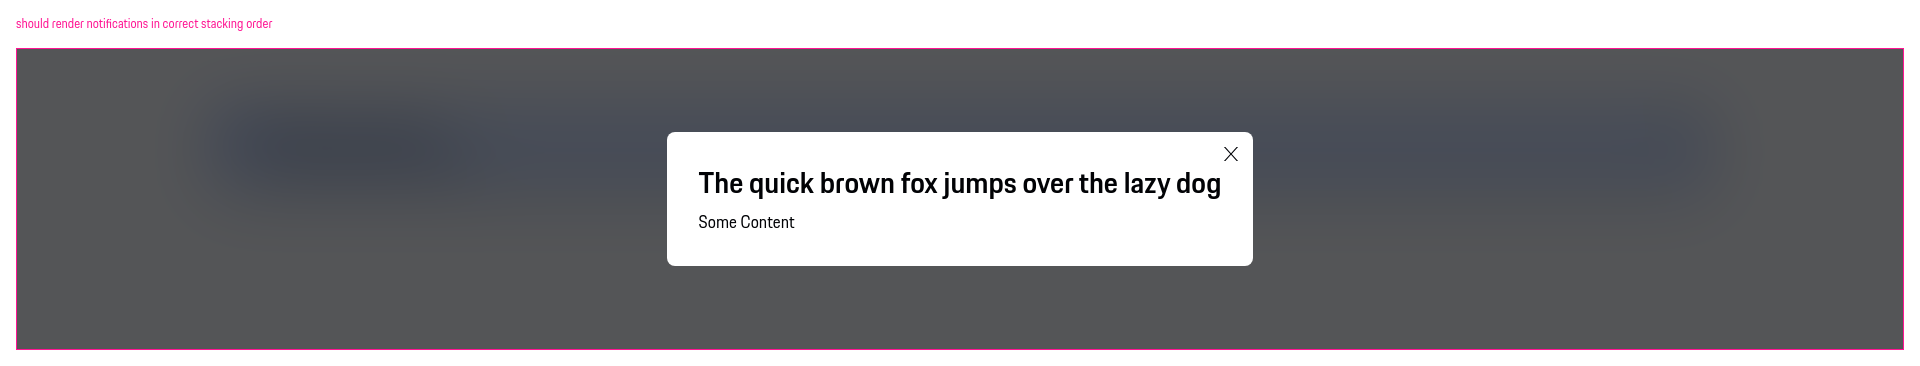 should render notifications in correct stacking order
The quick brown fox jumps over the lazy dog
Some Content